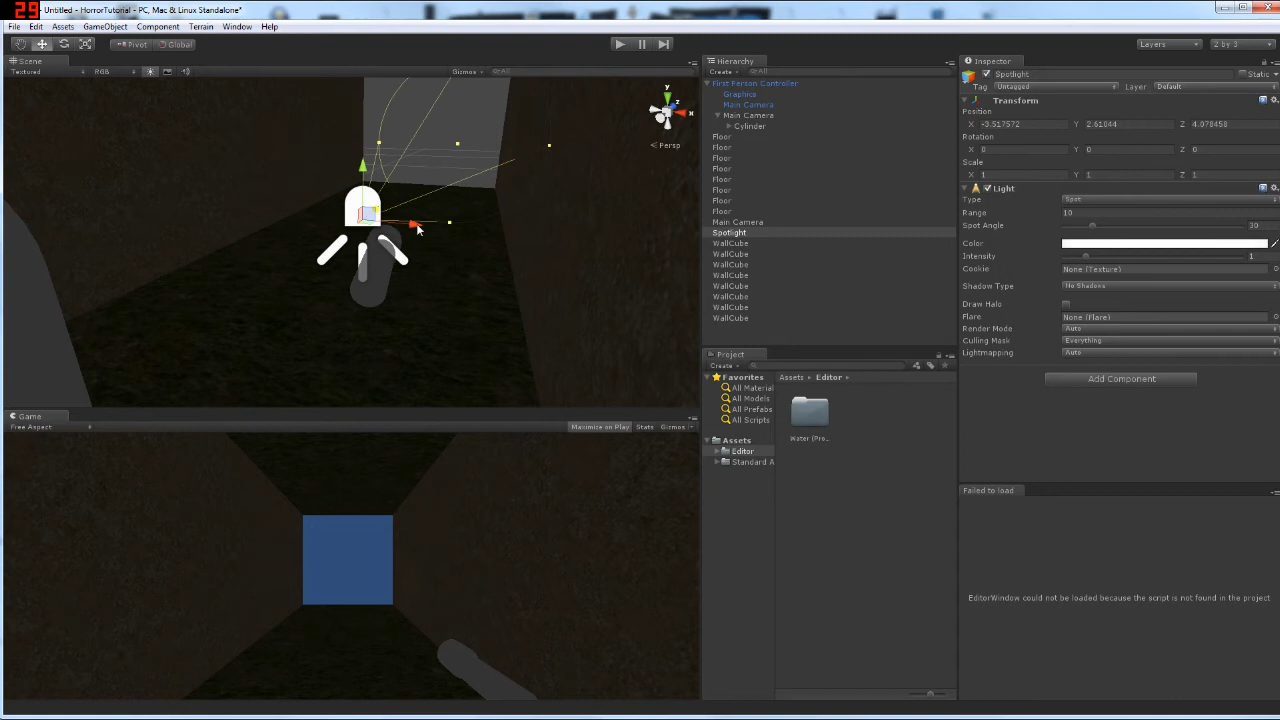 29
Untitled - HorrorTutorial - PC, Mac & Linux Standalone*
File Edit Assets GameObject Component Terrain Window Help
Pivot Global
Layers
2 by 3
Scene
Textured
RGB
Gizmos
All
y
z
x
Persp
Game
Free Aspect
Maximize on Play
Stats
Gizmos
Hierarchy
Create
All
First Person Controller
Graphics
Main Camera
Main Camera
Cylinder
Floor
Floor
Floor
Floor
Floor
Floor
Floor
Floor
Main Camera
Spotlight
WallCube
WallCube
WallCube
WallCube
WallCube
WallCube
WallCube
WallCube
Project
Create
Favorites
All Material
All Models
All Prefabs
All Scripts
Assets
Editor
Standard A
Assets
Editor
Water (Pro...
Inspector
Spotlight
Static
Tag Untagged Layer Default
Transform
Position
X -3.517572 Y 2.61044 Z 4.078458
Rotation
X 0 Y 0 Z 0
Scale
X 1 Y 1 Z 1
Light
Type Spot
Range 10
Spot Angle 30
Color
Intensity 1
Cookie None (Texture)
Shadow Type No Shadows
Draw Halo
Flare None (Flare)
Render Mode Auto
Culling Mask Everything
Lightmapping Auto
Add Component
Failed to load
EditorWindow could not be loaded because the script is not found in the project